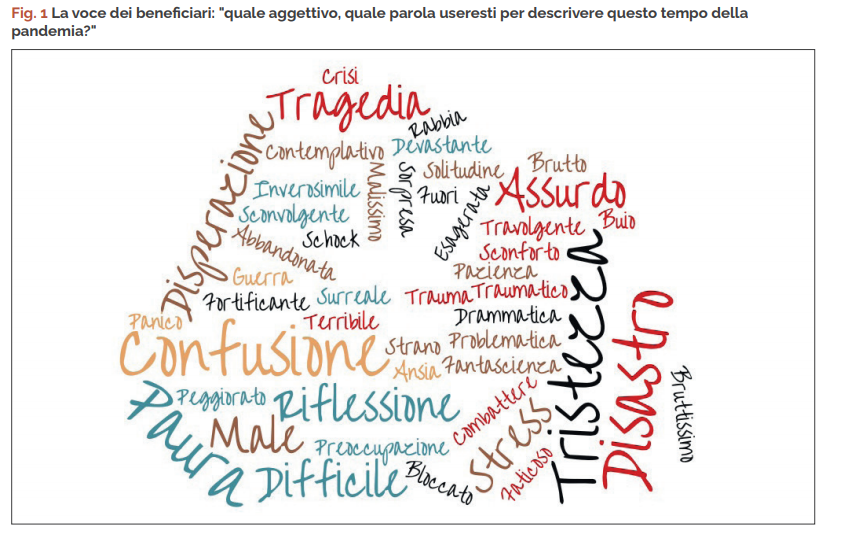 Fig. 1 La voce dei beneficiari: "quale aggettivo, quale parola useresti per descrivere questo tempo della
pandemia?"
Crisi
Tragedia
Rabbia
Disperazione
Contemplativo
Devastante
Malissimo
Sorpresa
Solitudine
Brutto
Inverosimile
Fuori
Esagerata
Assurdo
Sconvolgente
Travolgente
Buio
Abbandonata
Schock
Sconforto
Guerra
Pazienza
Fortificante
Surreale
Trauma
Traumatico
Tristezza
Disastro
Panico
Terribile
Drammatica
Confusione
Strano
Problematica
Ansia
Fantascienza
Bruttissimo
Paura
Peggiorato
Riflessione
Combattere
Male
Preoccupazione
Stress
Difficile
Bloccato
Faticoso